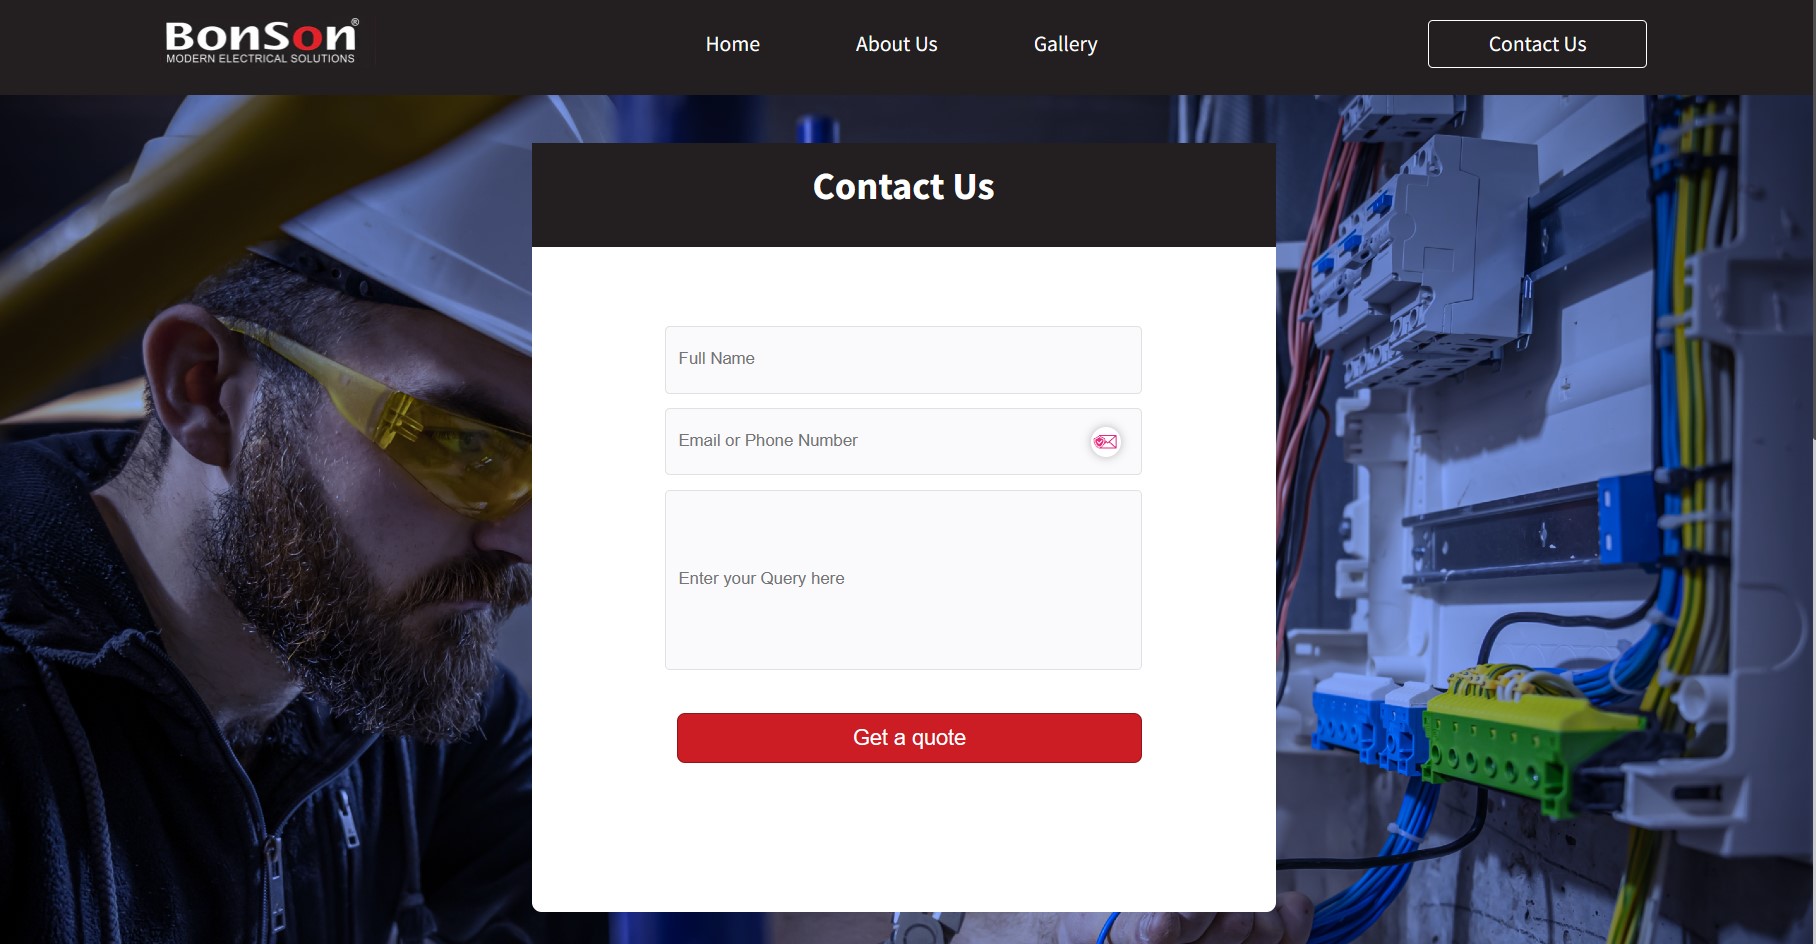 BonSon®
MODERN ELECTRICAL SOLUTIONS
Home
About Us
Gallery
Contact Us
Contact Us
Full Name
Email or Phone Number
Enter your Query here
Get a quote